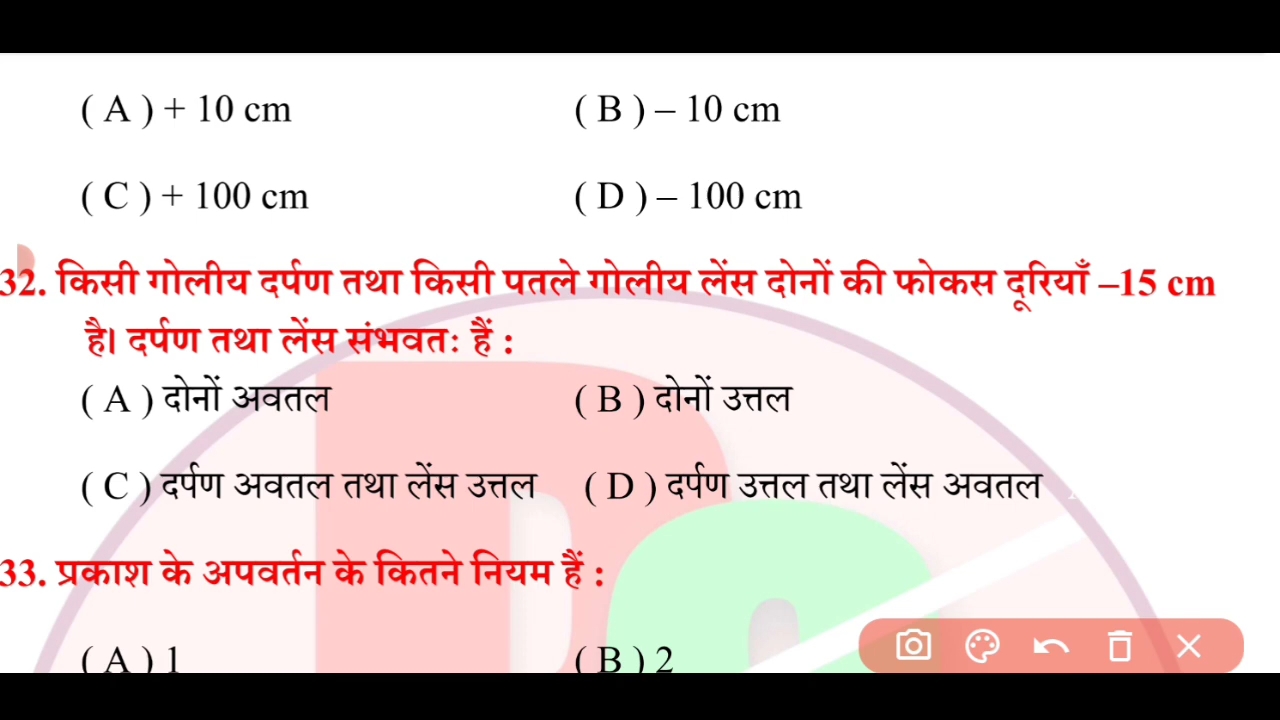 ( A ) + 10 cm ( B ) – 10 cm
( C ) + 100 cm ( D ) – 100 cm
32. किसी गोलीय दर्पण तथा किसी पतले गोलीय लेंस दोनों की फोकस दूरियाँ –15 cm
है। दर्पण तथा लेंस संभवतः हैं :
( A ) दोनों अवतल ( B ) दोनों उत्तल
( C ) दर्पण अवतल तथा लेंस उत्तल ( D ) दर्पण उत्तल तथा लेंस अवतल
33. प्रकाश के अपवर्तन के कितने नियम हैं :
( A ) 1 ( B ) 2